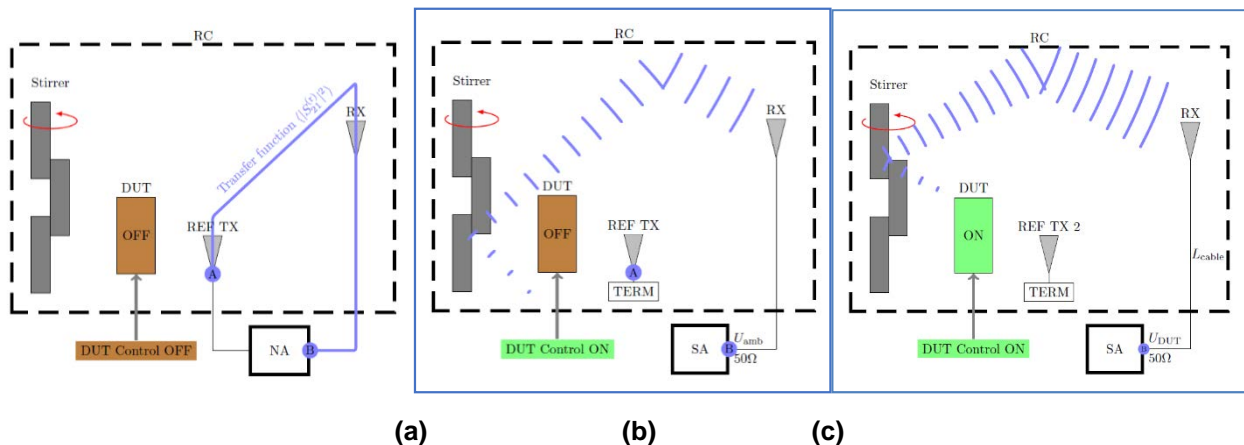 RC
Stirrer
Transfer function (|S21^(r)|²)
RX
DUT
OFF
REF TX
A
DUT Control OFF
NA
B
RC
Stirrer
RX
DUT
OFF
REF TX
A
TERM
DUT Control ON
SA
B
U_amb
50Ω
RC
Stirrer
RX
DUT
ON
REF TX 2
TERM
L_cable
DUT Control ON
SA
B
U_DUT
50Ω
(a) (b) (c)